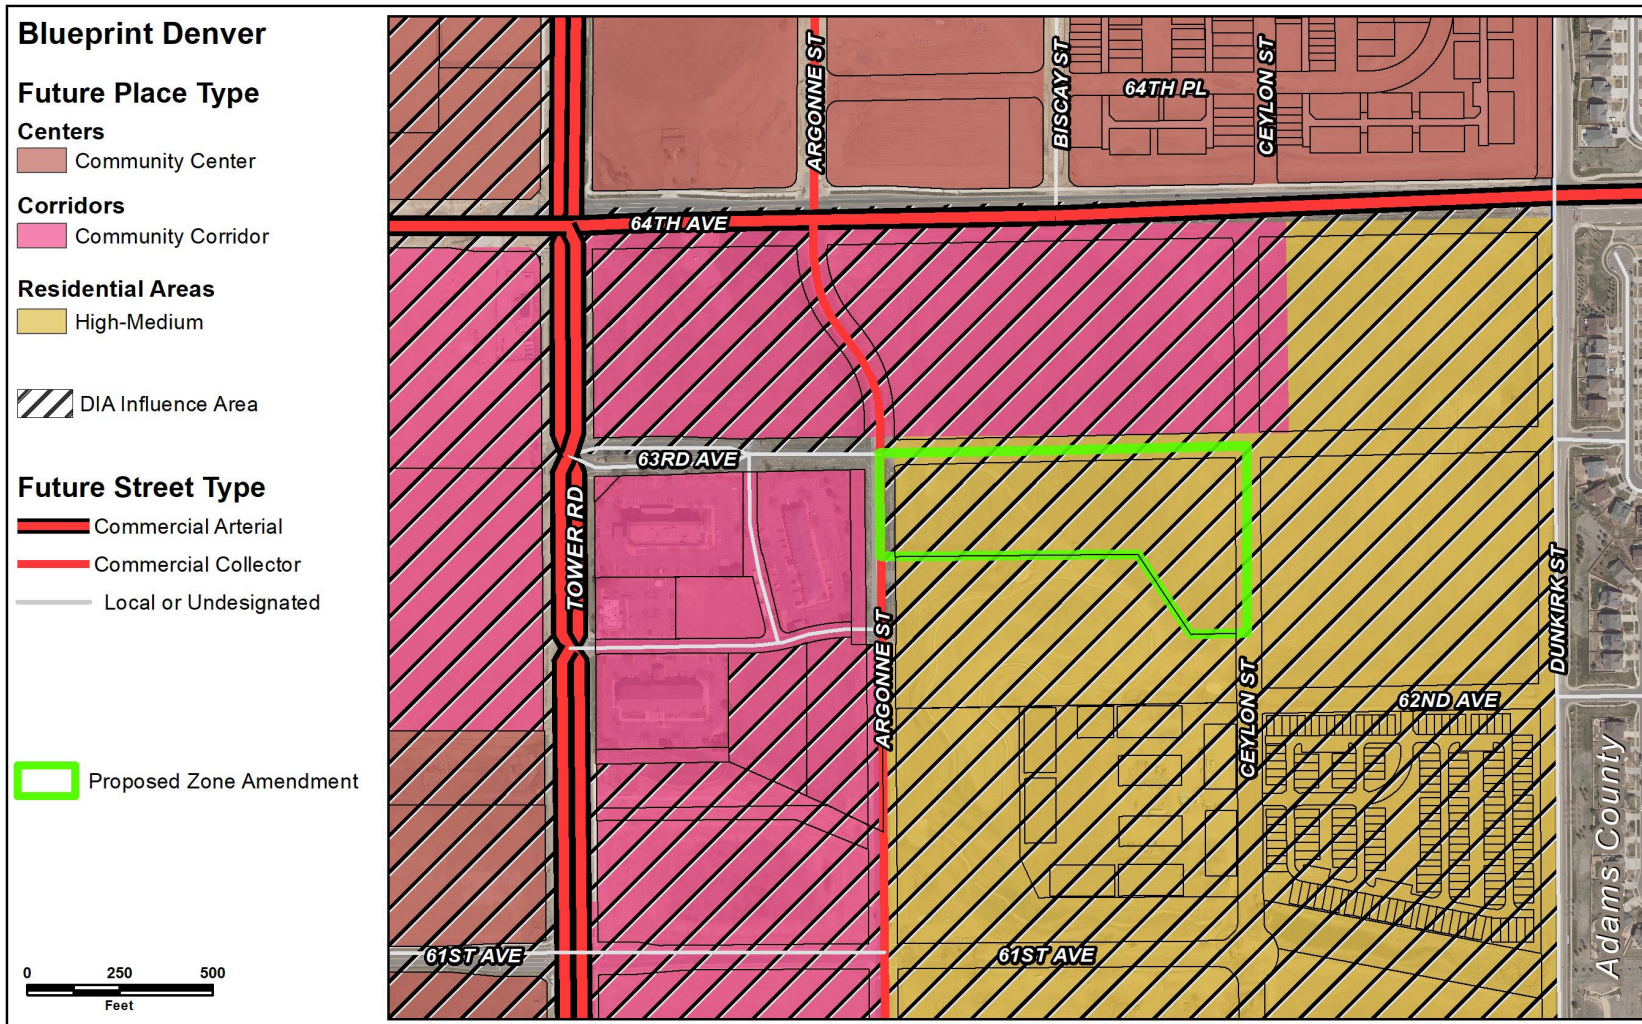 Blueprint Denver
Future Place Type
Centers
Community Center
Corridors
Community Corridor
Residential Areas
High-Medium
DIA Influence Area
Future Street Type
Commercial Arterial
Commercial Collector
Local or Undesignated
Proposed Zone Amendment
0 250 500
Feet
ARGONNE ST
BISCAY ST
64TH PL
CEYLON ST
64TH AVE
63RD AVE
TOWER RD
ARGONNE ST
CEYLON ST
62ND AVE
DUNKIRK ST
61ST AVE
61ST AVE
Adams County